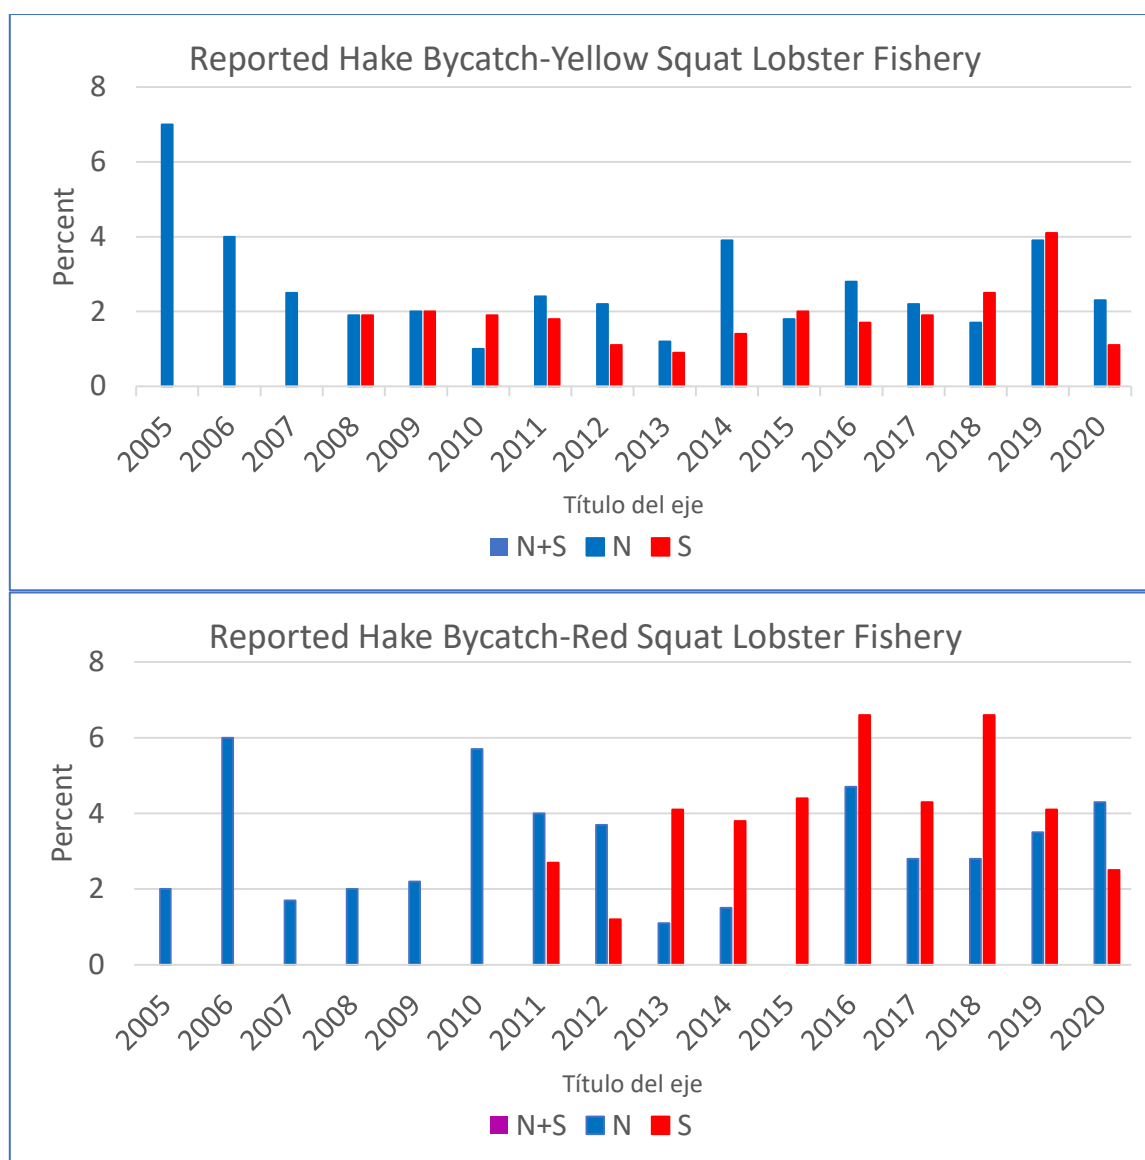 Reported Hake Bycatch-Yellow Squat Lobster Fishery
8
6
4
2
0
Percent
2005 2006 2007 2008 2009 2010 2011 2012 2013 2014 2015 2016 2017 2018 2019 2020
Título del eje
N+S N S
Reported Hake Bycatch-Red Squat Lobster Fishery
8
6
4
2
0
Percent
2005 2006 2007 2008 2009 2010 2011 2012 2013 2014 2015 2016 2017 2018 2019 2020
Título del eje
N+S N S